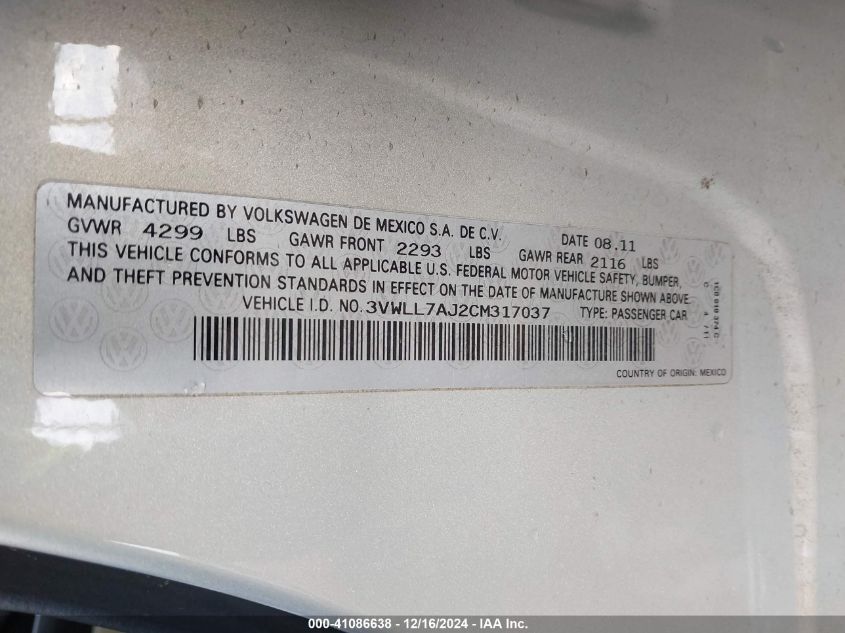 MANUFACTURED BY VOLKSWAGEN DE MEXICO S.A. DE C.V. DATE 08.11
GVWR 4299 LBS GAWR FRONT 2293 LBS GAWR REAR 2116 LBS
THIS VEHICLE CONFORMS TO ALL APPLICABLE U.S. FEDERAL MOTOR VEHICLE SAFETY, BUMPER,
AND THEFT PREVENTION STANDARDS IN EFFECT ON THE DATE OF MANUFACTURE SHOWN ABOVE
VEHICLE I.D. NO. 3VWLL7AJ2CM317037 TYPE: PASSENGER CAR
COUNTRY OF ORIGIN: MEXICO
000-41086638 - 12/16/2024 - IAA Inc.